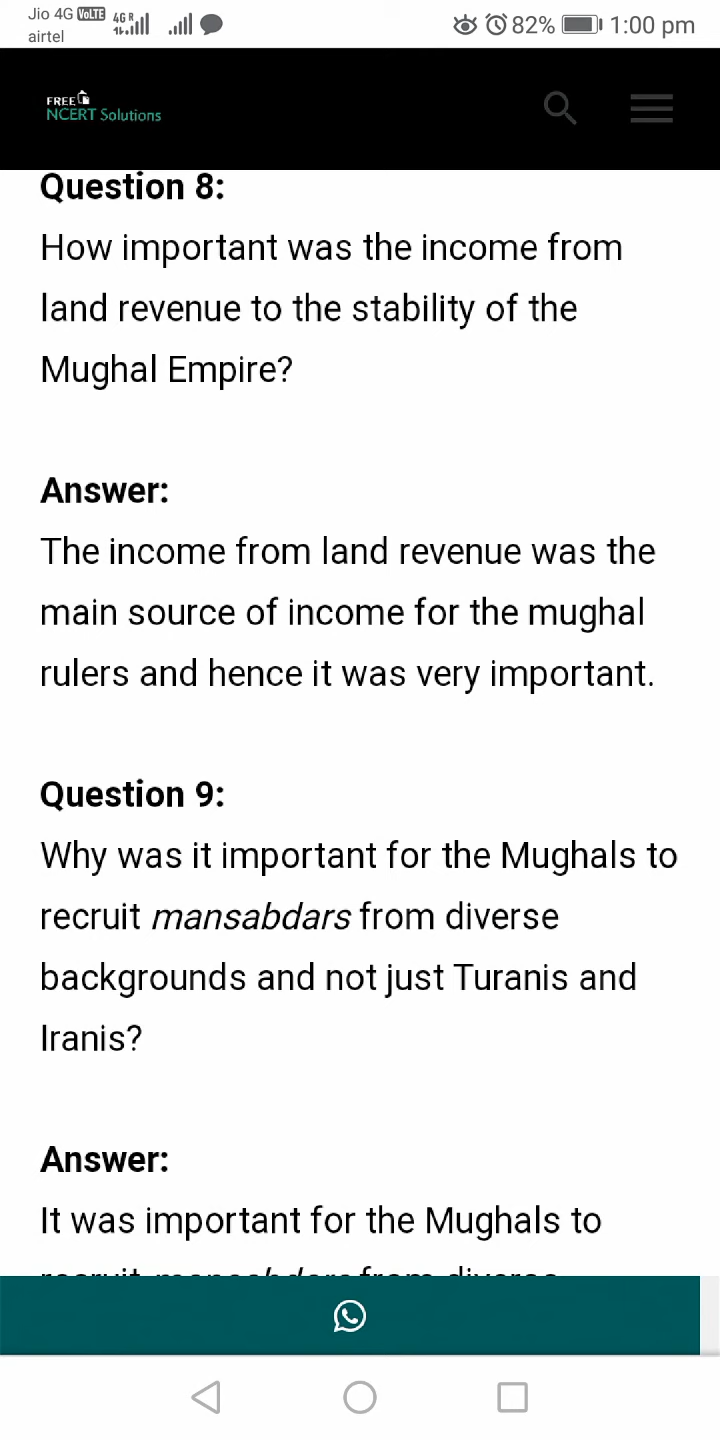 Jio 4G VoLTE 4G R 82% 1:00 pm
airtel
FREE
NCERT Solutions
Question 8:
How important was the income from
land revenue to the stability of the
Mughal Empire?
Answer:
The income from land revenue was the
main source of income for the mughal
rulers and hence it was very important.
Question 9:
Why was it important for the Mughals to
recruit mansabdars from diverse
backgrounds and not just Turanis and
Iranis?
Answer:
It was important for the Mughals to
recruit mansabdars from diverse